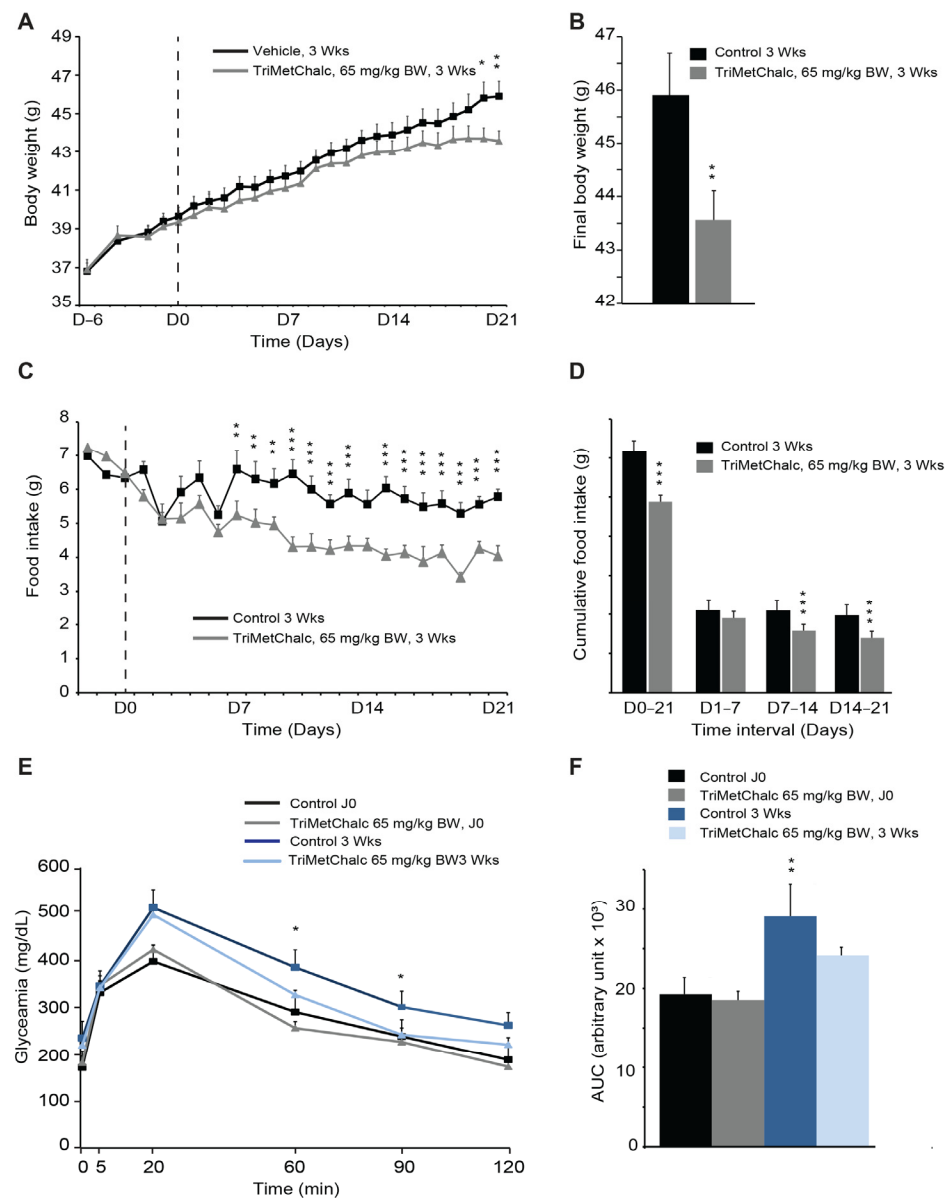 A
Body weight (g)
49
47
45
43
41
39
37
35
Vehicle, 3 Wks
TriMetChalc, 65 mg/kg BW, 3 Wks
*
**
D–6
D0
D7
D14
D21
Time (Days)
B
Final body weight (g)
47
46
45
44
43
42
Control 3 Wks
TriMetChalc, 65 mg/kg BW, 3 Wks
**
C
Food intake (g)
8
7
6
5
4
3
2
1
0
**
**
**
***
***
***
***
***
***
***
***
***
***
***
Control 3 Wks
TriMetChalc, 65 mg/kg BW, 3 Wks
D0
D7
D14
D21
Time (Days)
D
Cumulative food intake (g)
Control 3 Wks
TriMetChalc, 65 mg/kg BW, 3 Wks
***
***
***
D0–21
D1–7
D7–14
D14–21
Time interval (Days)
E
Control J0
TriMetChalc 65 mg/kg BW, J0
Control 3 Wks
TriMetChalc 65 mg/kg BW3 Wks
Glyceamia (mg/dL)
600
500
400
300
200
100
0
*
*
0
5
20
60
90
120
Time (min)
F
Control J0
TriMetChalc 65 mg/kg BW, J0
Control 3 Wks
TriMetChalc 65 mg/kg BW, 3 Wks
AUC (arbitrary unit x 10³)
30
20
10
0
**